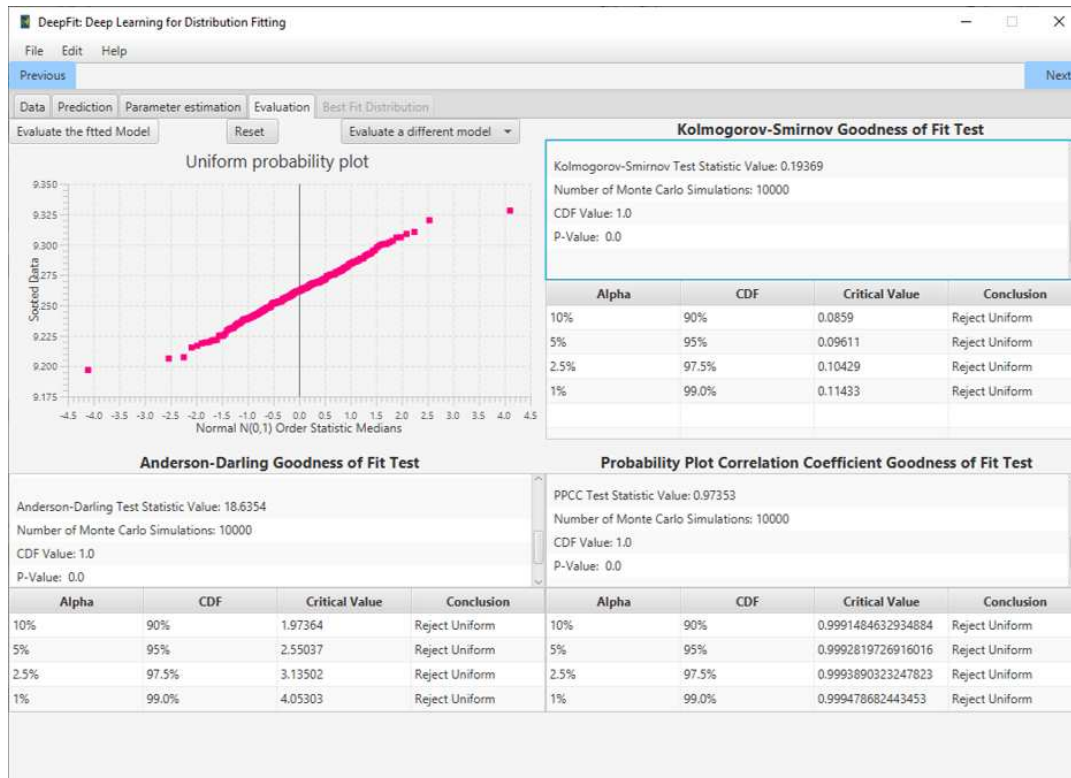 DeepFit: Deep Learning for Distribution Fitting
File Edit Help
Previous Next
Data Prediction Parameter estimation Evaluation Best Fit Distribution
Evaluate the ftted Model Reset Evaluate a different model
Uniform probability plot
9.350
9.325
9.300
9.275
9.250
9.225
9.200
9.175
Sorted Data
-4.5 -4.0 -3.5 -3.0 -2.5 -2.0 -1.5 -1.0 -0.5 0.0 0.5 1.0 1.5 2.0 2.5 3.0 3.5 4.0 4.5
Normal N(0,1) Order Statistic Medians
Kolmogorov-Smirnov Goodness of Fit Test
Kolmogorov-Smirnov Test Statistic Value: 0.19369
Number of Monte Carlo Simulations: 10000
CDF Value: 1.0
P-Value: 0.0
Alpha CDF Critical Value Conclusion
10% 90% 0.0859 Reject Uniform
5% 95% 0.09611 Reject Uniform
2.5% 97.5% 0.10429 Reject Uniform
1% 99.0% 0.11433 Reject Uniform
Anderson-Darling Goodness of Fit Test
Anderson-Darling Test Statistic Value: 18.6354
Number of Monte Carlo Simulations: 10000
CDF Value: 1.0
P-Value: 0.0
Alpha CDF Critical Value Conclusion
10% 90% 1.97364 Reject Uniform
5% 95% 2.55037 Reject Uniform
2.5% 97.5% 3.13502 Reject Uniform
1% 99.0% 4.05303 Reject Uniform
Probability Plot Correlation Coefficient Goodness of Fit Test
PPCC Test Statistic Value: 0.97353
Number of Monte Carlo Simulations: 10000
CDF Value: 1.0
P-Value: 0.0
Alpha CDF Critical Value Conclusion
10% 90% 0.9991484632934884 Reject Uniform
5% 95% 0.9992819726916016 Reject Uniform
2.5% 97.5% 0.9993890323247823 Reject Uniform
1% 99.0% 0.999478682443453 Reject Uniform